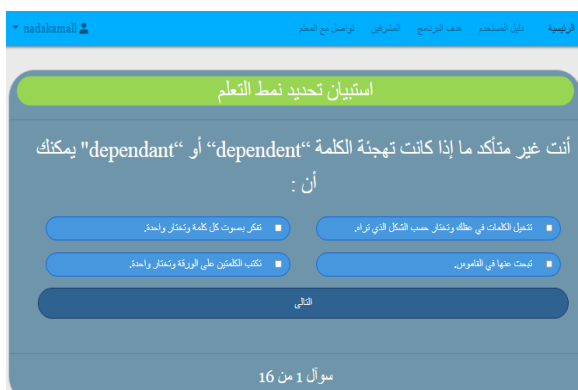 الرئيسية دليل المستخدم هدف البرنامج المشرفين تواصل مع المعلم nadakamall
استبيان تحديد نمط التعلم
أنت غير متأكد ما إذا كانت تهجئة الكلمة “dependent“ أو “dependant" يمكنك
أن :
تتخيل الكلمات في عقلك وتختار حسب الشكل الذي تراه.
تفكر بصوت كل كلمة وتختار واحدة.
تبحث عنها في القاموس.
تكتب الكلمتين على الورقة وتختار واحدة.
التالى
سوآل 1 من 16